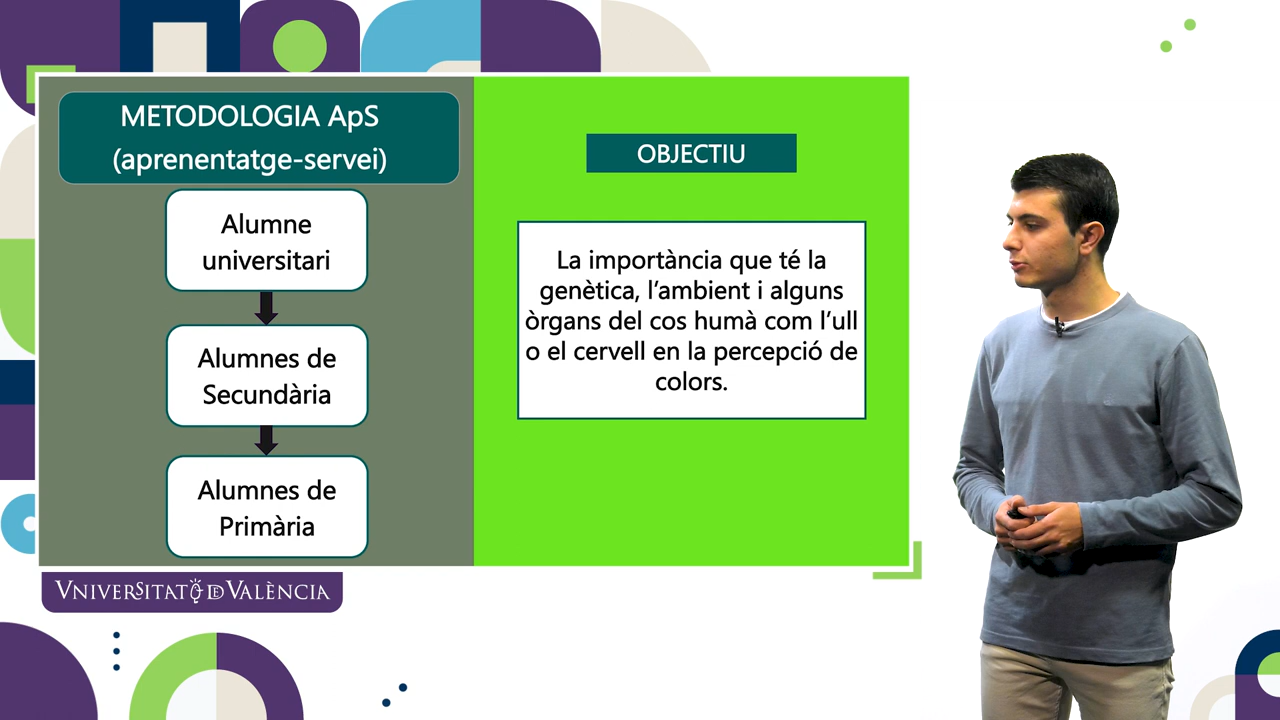 METODOLOGIA ApS
(aprenentatge-servei)
Alumne
universitari
Alumnes de
Secundària
Alumnes de
Primària
OBJECTIU
La importància que té la
genètica, l’ambient i alguns
òrgans del cos humà com l’ull
o el cervell en la percepció de
colors.
VNIVERSITAT DE VALÈNCIA